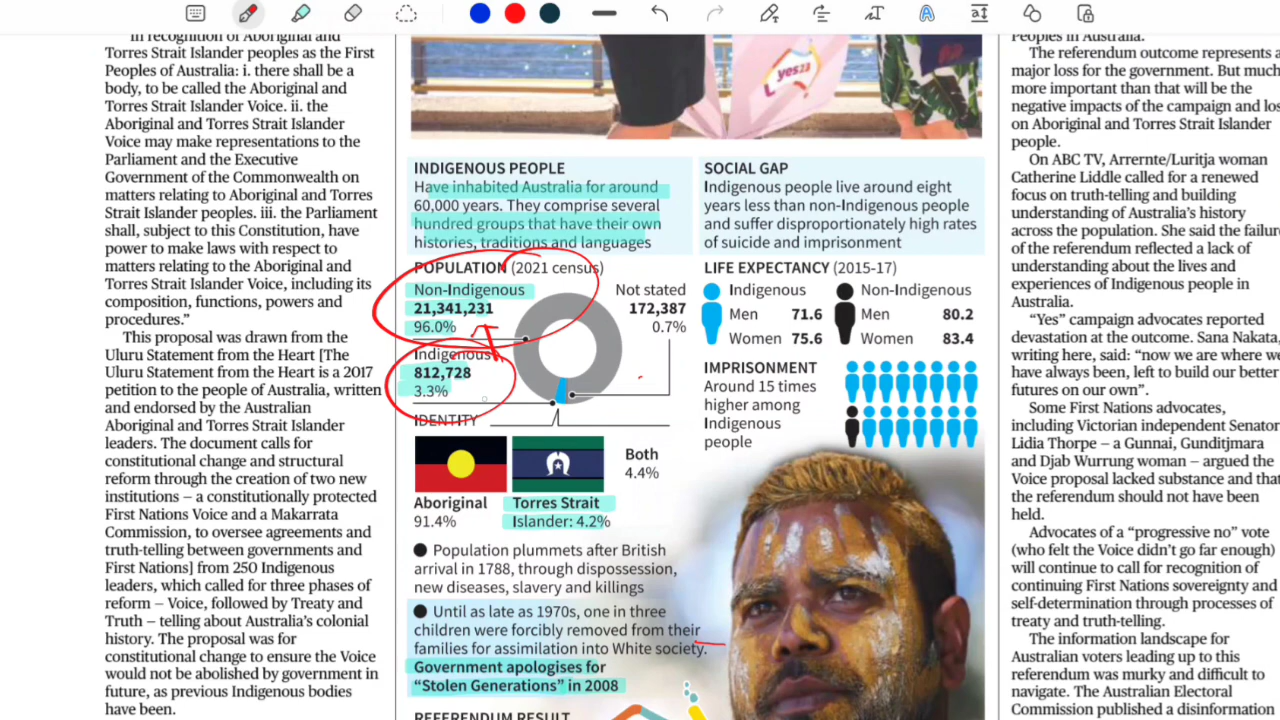 In recognition of Aboriginal and
Torres Strait Islander peoples as the First
Peoples of Australia: i. there shall be a
body, to be called the Aboriginal and
Torres Strait Islander Voice. ii. the
Aboriginal and Torres Strait Islander
Voice may make representations to the
Parliament and the Executive
Government of the Commonwealth on
matters relating to Aboriginal and Torres
Strait Islander peoples. iii. the Parliament
shall, subject to this Constitution, have
power to make laws with respect to
matters relating to the Aboriginal and
Torres Strait Islander Voice, including its
composition, functions, powers and
procedures.”
This proposal was drawn from the
Uluru Statement from the Heart [The
Uluru Statement from the Heart is a 2017
petition to the people of Australia, written
and endorsed by the Australian
Aboriginal and Torres Strait Islander
leaders. The document calls for
constitutional change and structural
reform through the creation of two new
institutions – a constitutionally protected
First Nations Voice and a Makarrata
Commission, to oversee agreements and
truth-telling between governments and
First Nations] from 250 Indigenous
leaders, which called for three phases of
reform – Voice, followed by Treaty and
Truth – telling about Australia’s colonial
history. The proposal was for
constitutional change to ensure the Voice
would not be abolished by government in
future, as previous Indigenous bodies
have been.
yes23
INDIGENOUS PEOPLE
Have inhabited Australia for around
60,000 years. They comprise several
hundred groups that have their own
histories, traditions and languages
SOCIAL GAP
Indigenous people live around eight
years less than non-Indigenous people
and suffer disproportionately high rates
of suicide and imprisonment
POPULATION (2021 census)
Non-Indigenous
21,341,231
96.0%
Not stated
172,387
0.7%
Indigenous
812,728
3.3%
LIFE EXPECTANCY (2015-17)
Indigenous
Men 71.6
Women 75.6
Non-Indigenous
Men 80.2
Women 83.4
IMPRISONMENT
Around 15 times
higher among
Indigenous
people
IDENTITY
Aboriginal
91.4%
Torres Strait
Islander: 4.2%
Both
4.4%
● Population plummets after British
arrival in 1788, through dispossession,
new diseases, slavery and killings
● Until as late as 1970s, one in three
children were forcibly removed from their
families for assimilation into White society.
Government apologises for
“Stolen Generations” in 2008
REFERENDUM RESULT
Peoples in Australia.
The referendum outcome represents a
major loss for the government. But much
more important than that will be the
negative impacts of the campaign and los
on Aboriginal and Torres Strait Islander
people.
On ABC TV, Arrernte/Luritja woman
Catherine Liddle called for a renewed
focus on truth-telling and building
understanding of Australia’s history
across the population. She said the failur
of the referendum reflected a lack of
understanding about the lives and
experiences of Indigenous people in
Australia.
“Yes” campaign advocates reported
devastation at the outcome. Sana Nakata,
writing here, said: “now we are where we
have always been, left to build our better
futures on our own”.
Some First Nations advocates,
including Victorian independent Senator
Lidia Thorpe – a Gunnai, Gunditjmara
and Djab Wurrung woman – argued the
Voice proposal lacked substance and that
the referendum should not have been
held.
Advocates of a “progressive no” vote
(who felt the Voice didn’t go far enough)
will continue to call for recognition of
continuing First Nations sovereignty and
self-determination through processes of
treaty and truth-telling.
The information landscape for
Australian voters leading up to this
referendum was murky and difficult to
navigate. The Australian Electoral
Commission published a disinformation